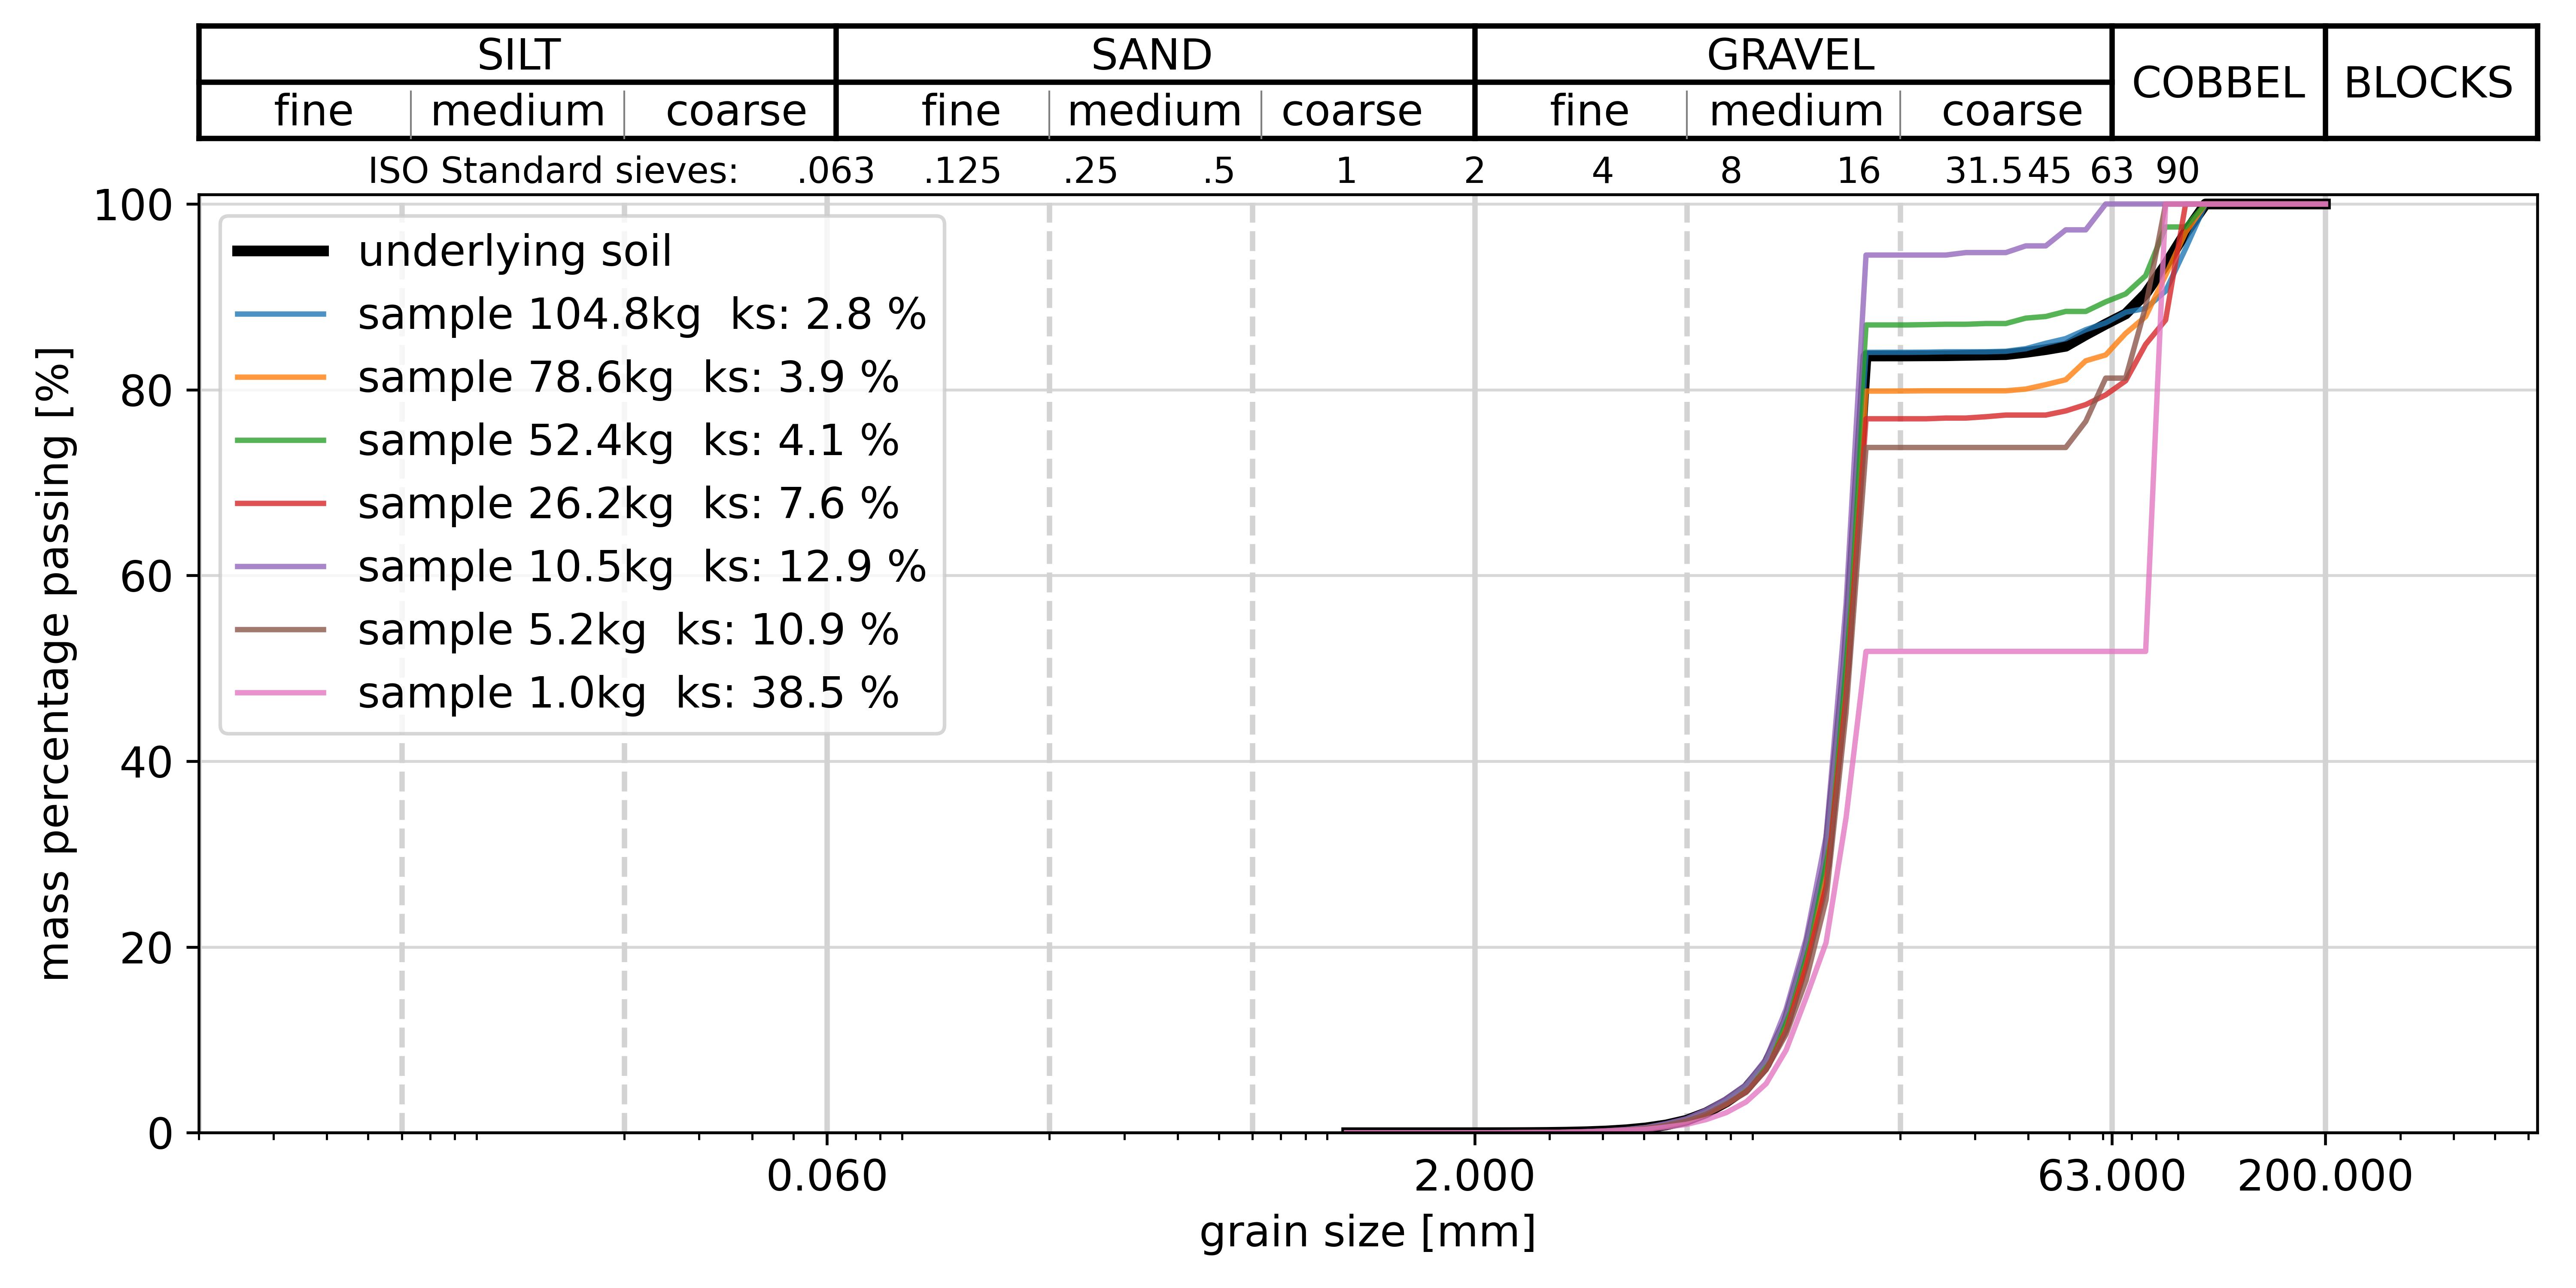 SILT SAND GRAVEL COBBEL BLOCKS
fine medium coarse fine medium coarse fine medium coarse
ISO Standard sieves: .063 .125 .25 .5 1 2 4 8 16 31.5 45 63 90
100
80
60
40
20
0
mass percentage passing [%]
underlying soil
sample 104.8kg ks: 2.8 %
sample 78.6kg ks: 3.9 %
sample 52.4kg ks: 4.1 %
sample 26.2kg ks: 7.6 %
sample 10.5kg ks: 12.9 %
sample 5.2kg ks: 10.9 %
sample 1.0kg ks: 38.5 %
0.060 2.000 63.000 200.000
grain size [mm]